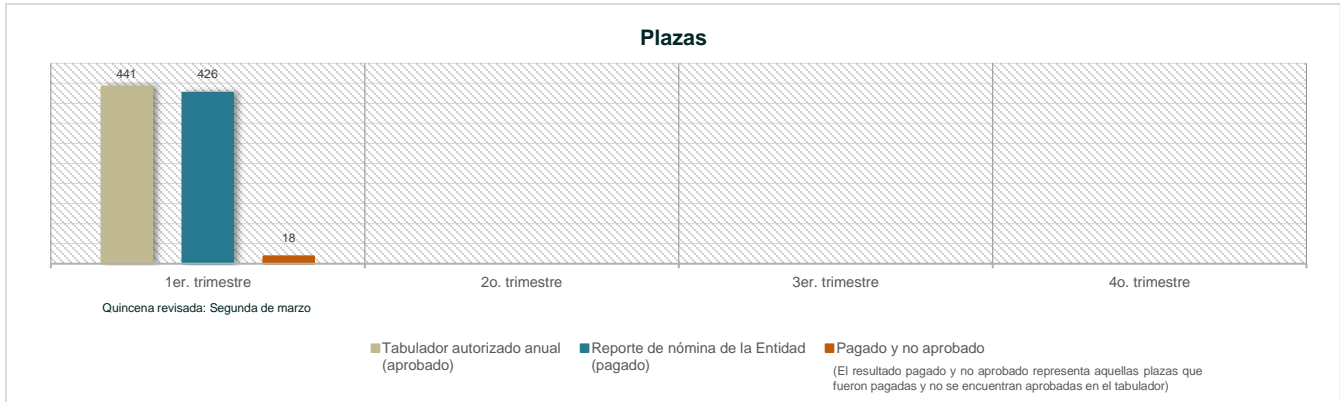 Plazas
441
426
18
1er. trimestre
2o. trimestre
3er. trimestre
4o. trimestre
Quincena revisada: Segunda de marzo
Tabulador autorizado anual
(aprobado)
Reporte de nómina de la Entidad
(pagado)
Pagado y no aprobado
(El resultado pagado y no aprobado representa aquellas plazas que
fueron pagadas y no se encuentran aprobadas en el tabulador)